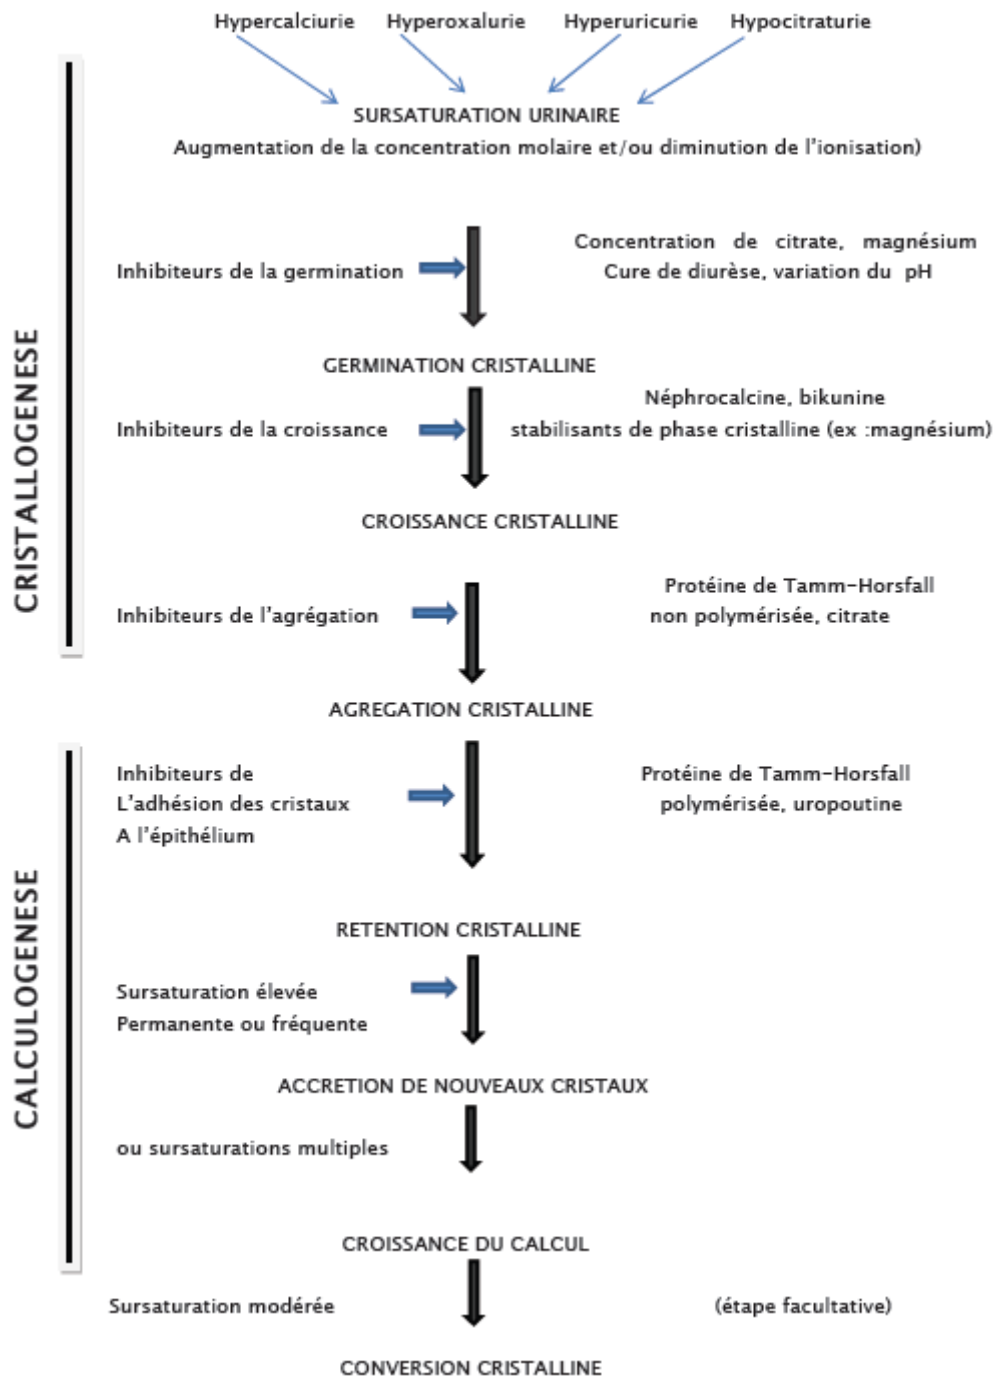 Hypercalciurie Hyperoxalurie Hyperuricurie Hypocitraturie
SURSATURATION URINAIRE
Augmentation de la concentration molaire et/ou diminution de l'ionisation)
CRISTALLOGENESE
Concentration de citrate, magnésium
Inhibiteurs de la germination
Cure de diurèse, variation du pH
GERMINATION CRISTALLINE
Néphrocalcine, bikunine
Inhibiteurs de la croissance
stabilisants de phase cristalline (ex :magnésium)
CROISSANCE CRISTALLINE
Protéine de Tamm-Horsfall
Inhibiteurs de l'agrégation
non polymérisée, citrate
AGREGATION CRISTALLINE
CALCULOGENESE
Inhibiteurs de
L'adhésion des cristaux
A l'épithélium
Protéine de Tamm-Horsfall
polymérisée, uropoutine
RETENTION CRISTALLINE
Sursaturation élevée
Permanente ou fréquente
ACCRETION DE NOUVEAUX CRISTAUX
ou sursaturations multiples
CROISSANCE DU CALCUL
Sursaturation modérée
(étape facultative)
CONVERSION CRISTALLINE